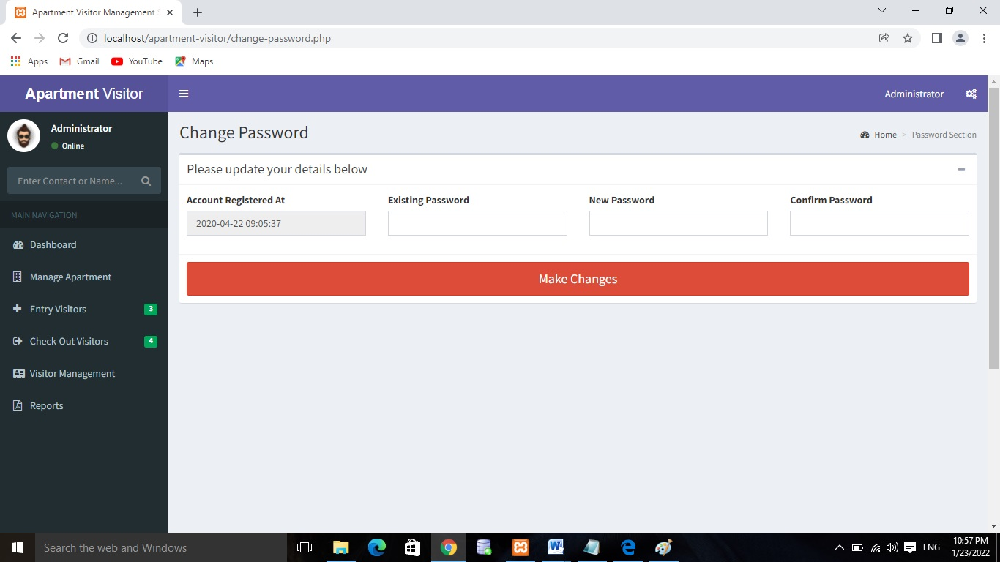 Apartment Visitor Management S
localhost/apartment-visitor/change-password.php
Apps Gmail YouTube Maps
Apartment Visitor
Administrator
Administrator
Online
Change Password
Home > Password Section
Enter Contact or Name...
Please update your details below
MAIN NAVIGATION
Account Registered At Existing Password New Password Confirm Password
2020-04-22 09:05:37
Dashboard
Manage Apartment
Make Changes
Entry Visitors 3
Check-Out Visitors 4
Visitor Management
Reports
Search the web and Windows
ENG
10:57 PM
1/23/2022